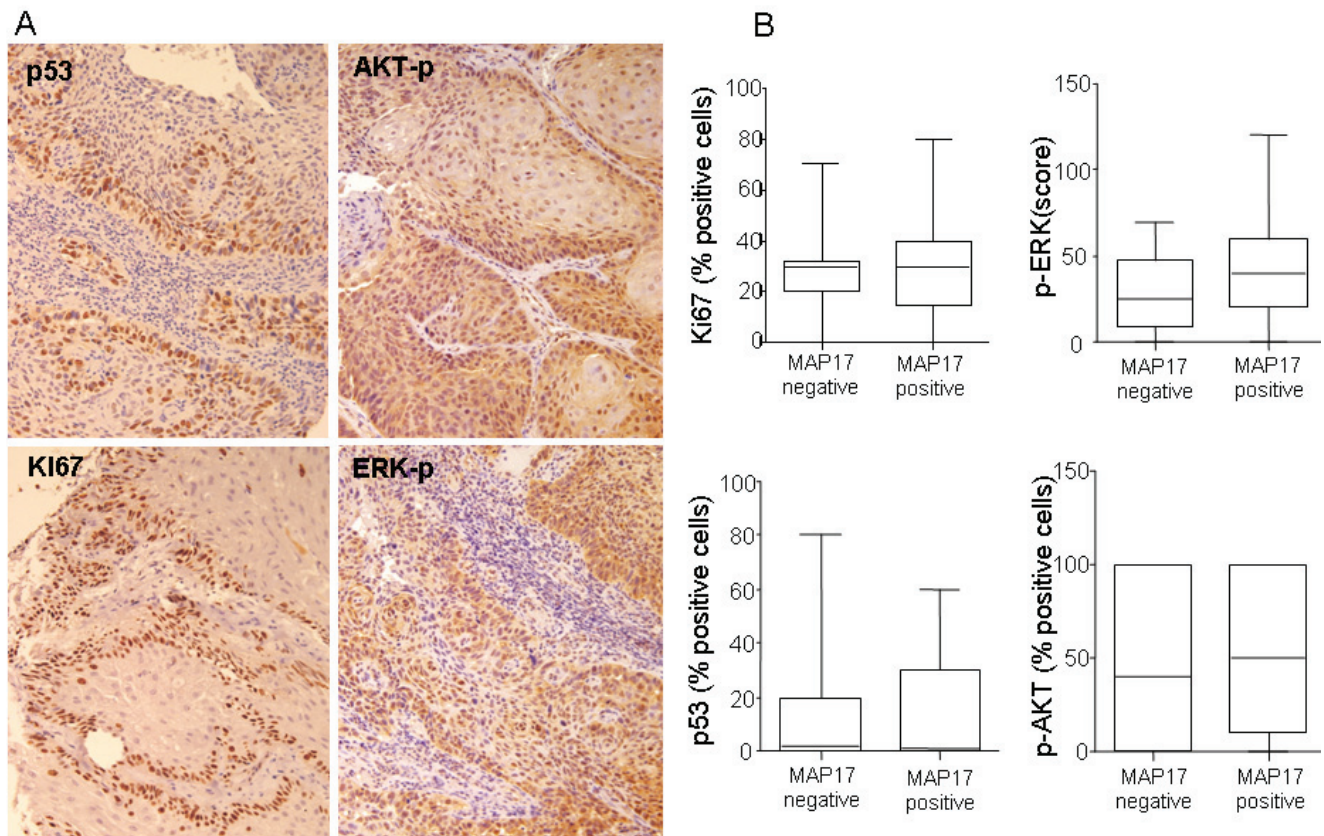 A
p53
AKT-p
KI67
ERK-p
B
Ki67 (% positive cells)
100
80
60
40
20
0
MAP17
negative
MAP17
positive
p-ERK(score)
150
100
50
0
MAP17
negative
MAP17
positive
p53 (% positive cells)
100
80
60
40
20
0
MAP17
negative
MAP17
positive
p-AKT (% positive cells)
150
100
50
0
MAP17
negative
MAP17
positive